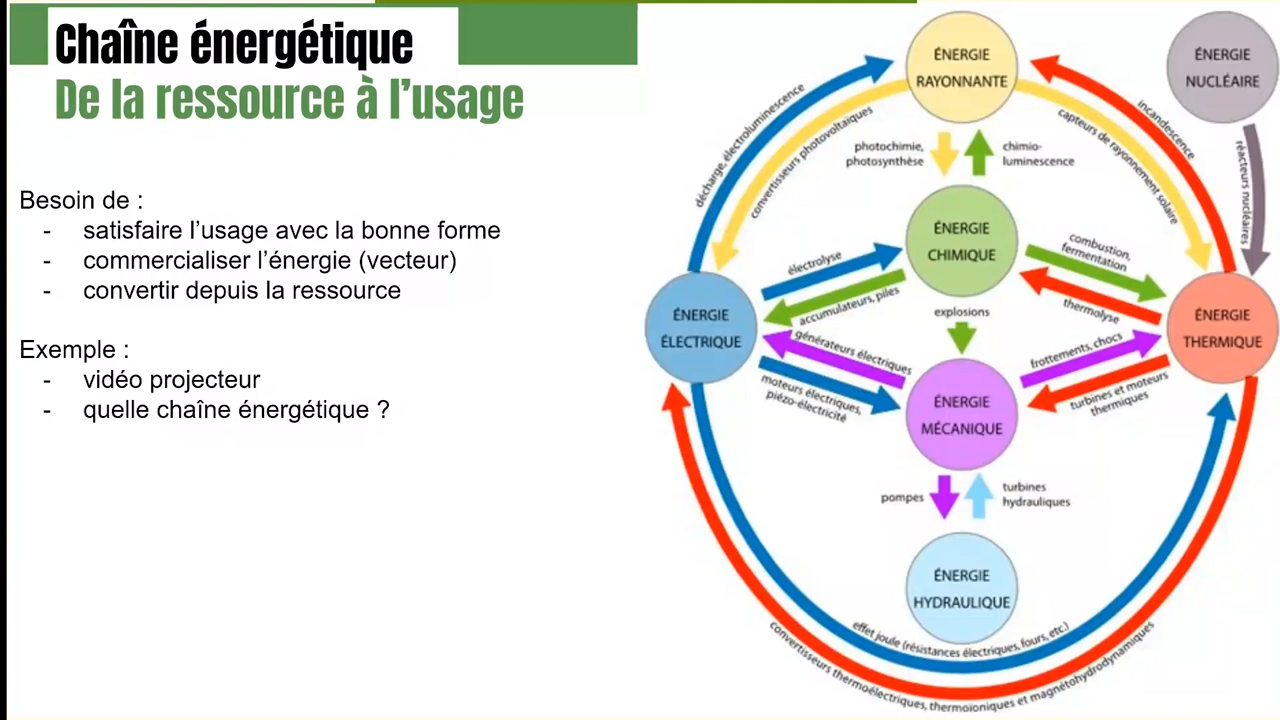 Chaîne énergétique
De la ressource à l'usage
Besoin de :
- satisfaire l'usage avec la bonne forme
- commercialiser l'énergie (vecteur)
- convertir depuis la ressource
Exemple :
- vidéo projecteur
- quelle chaîne énergétique ?
ÉNERGIE
RAYONNANTE
ÉNERGIE
NUCLÉAIRE
décharge, électroluminescence
convertisseurs photovoltaïques
photochimie,
photosynthèse
chimio-
luminescence
capteurs de rayonnement solaire
incandescence
réacteurs nucléaires
ÉNERGIE
CHIMIQUE
électrolyse
accumulateurs, piles
combustion,
fermentation
thermolyse
explosions
ÉNERGIE
ÉLECTRIQUE
ÉNERGIE
THERMIQUE
générateurs électriques
moteurs électriques,
piézo-électricité
frottements, chocs
turbines et moteurs
thermiques
ÉNERGIE
MÉCANIQUE
pompes
turbines
hydrauliques
ÉNERGIE
HYDRAULIQUE
effet joule (résistances électriques, fours, etc.)
convertisseurs thermoélectriques, thermoïoniques et magnétohydrodynamiques